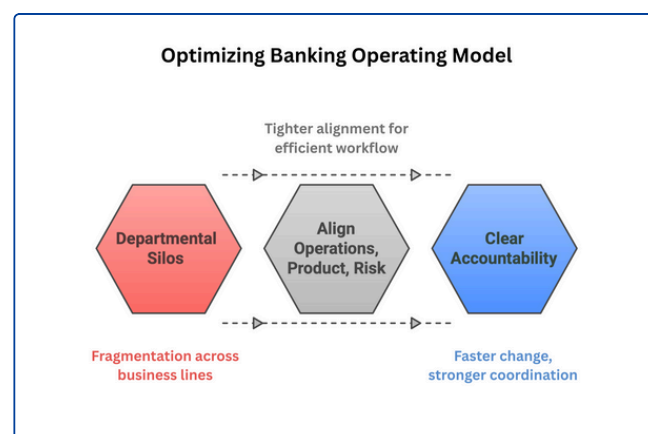 Optimizing Banking Operating Model
Tighter alignment for
efficient workflow
Departmental
Silos
Align
Operations,
Product, Risk
Clear
Accountability
Fragmentation across
business lines
Faster change,
stronger coordination